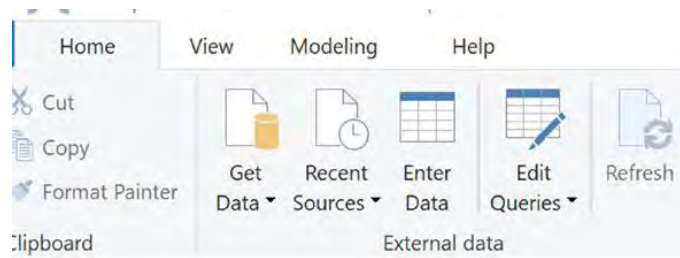 Home View Modeling Help
Cut
Copy
Format Painter
Get Data
Recent Sources
Enter Data
Edit Queries
Refresh
Clipboard
External data